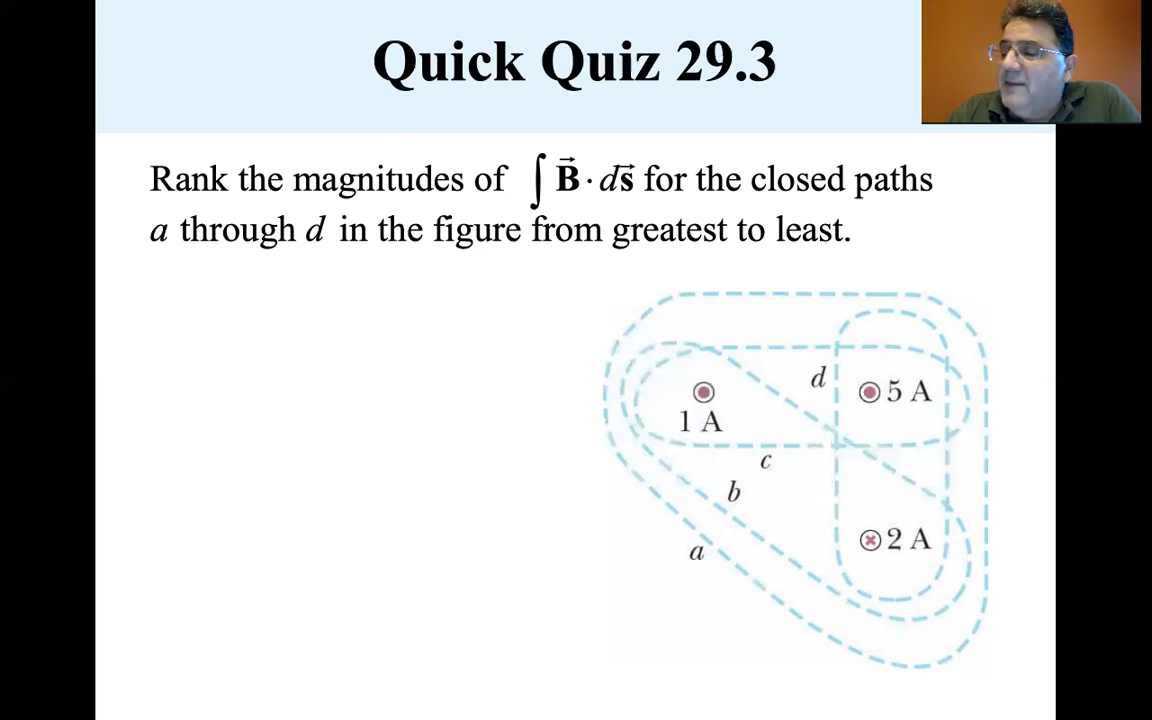 Quick Quiz 29.3
Rank the magnitudes of ∫ B⃗ · ds⃗ for the closed paths
a through d in the figure from greatest to least.
d
5 A
1 A
c
b
2 A
a